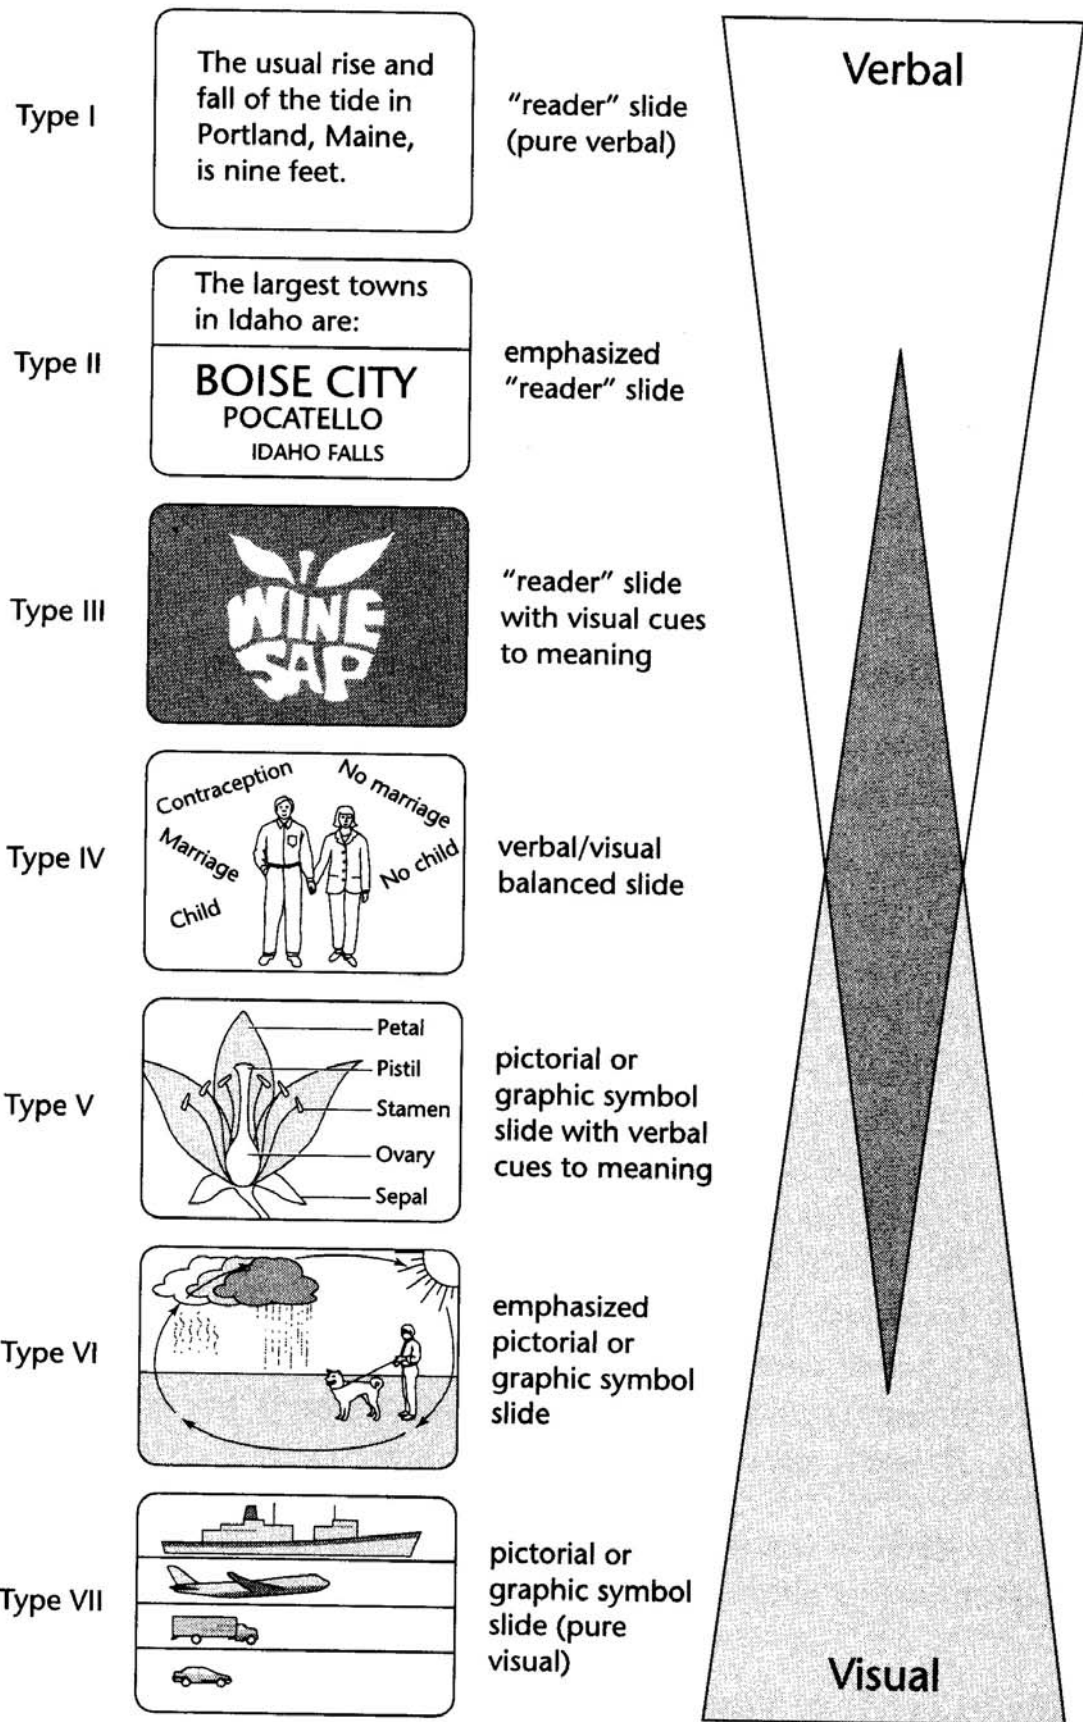 Type I
The usual rise and
fall of the tide in
Portland, Maine,
is nine feet.
"reader" slide
(pure verbal)
Verbal
Type II
The largest towns
in Idaho are:
BOISE CITY
POCATELLO
IDAHO FALLS
emphasized
"reader" slide
Type III
WINE
SAP
"reader" slide
with visual cues
to meaning
Type IV
Contraception
Marriage
Child
No marriage
No child
verbal/visual
balanced slide
Type V
Petal
Pistil
Stamen
Ovary
Sepal
pictorial or
graphic symbol
slide with verbal
cues to meaning
Type VI
emphasized
pictorial or
graphic symbol
slide
Type VII
pictorial or
graphic symbol
slide (pure
visual)
Visual